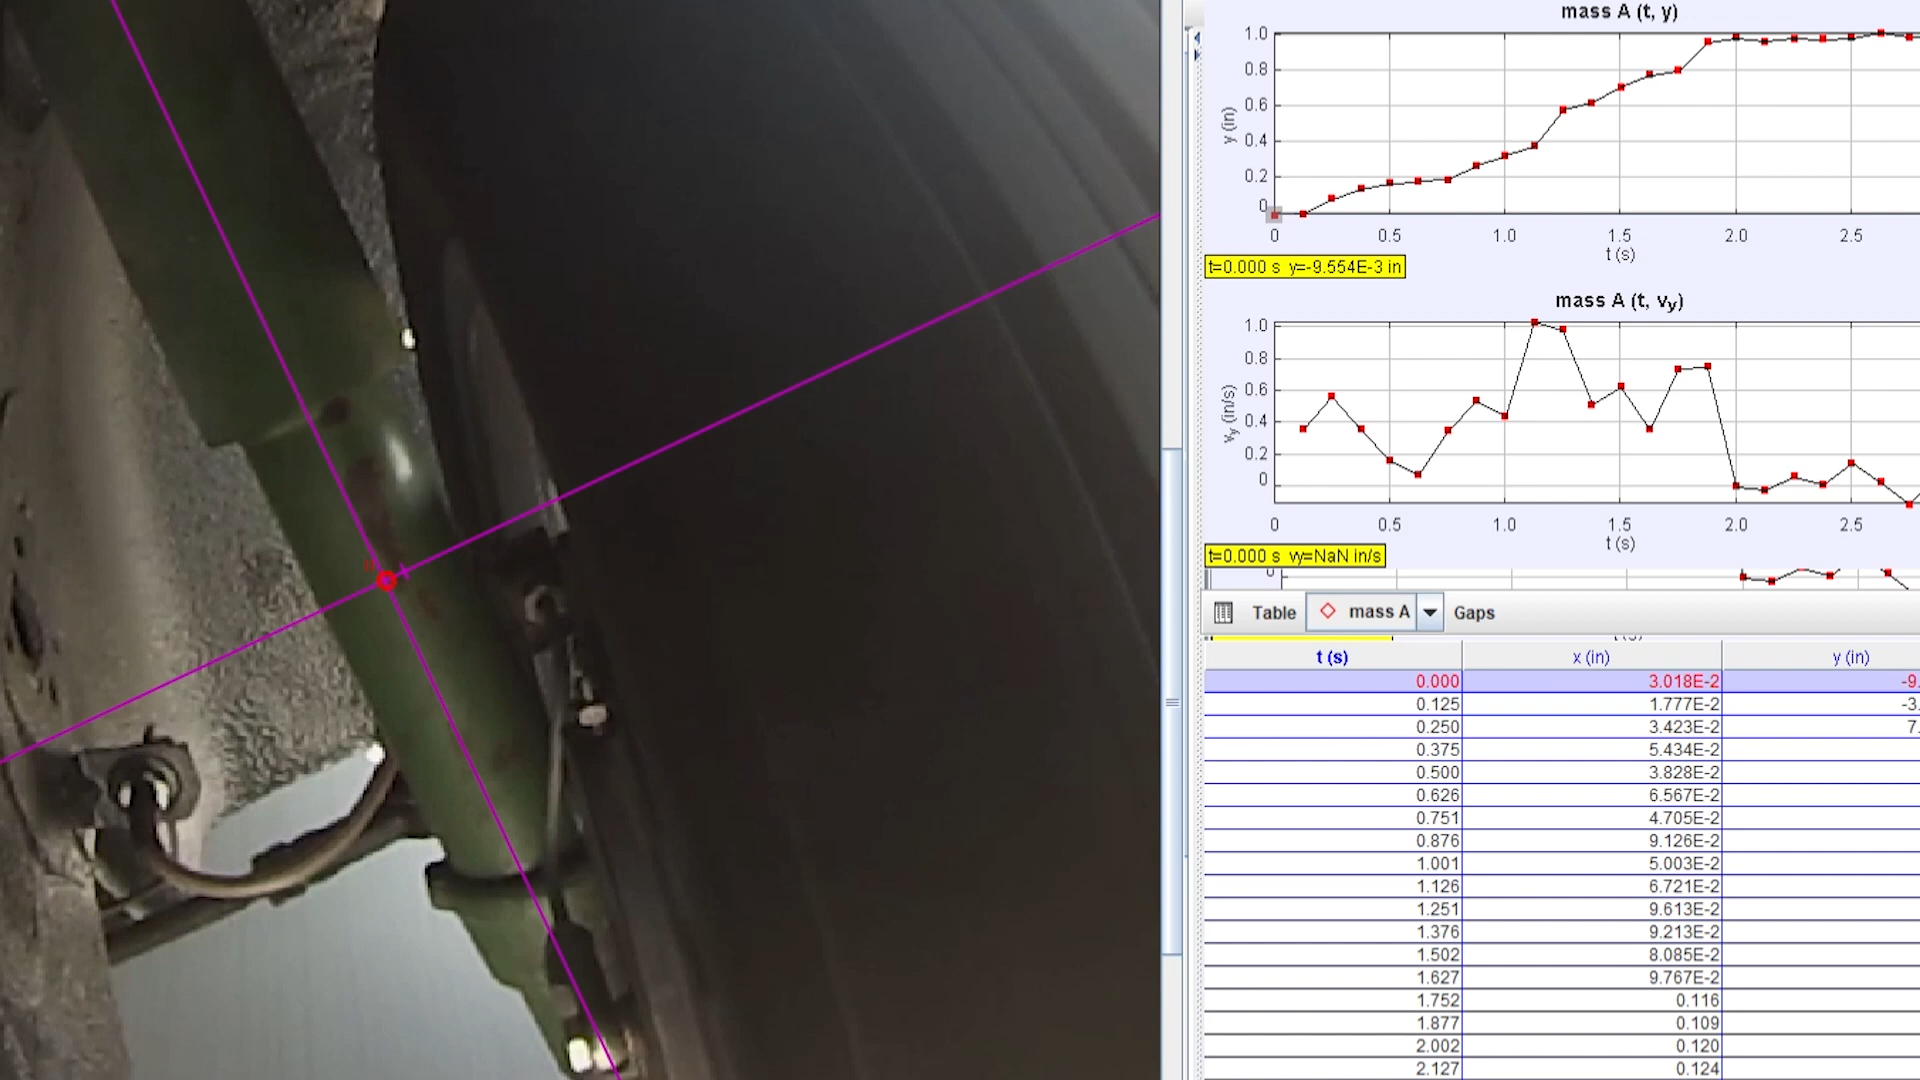 mass A (t, y)
1.0
0.8
0.6
0.4
0.2
0
y (in)
0 0.5 1.0 1.5 2.0 2.5
t (s)
t=0.000 s y=-9.554E-3 in
mass A (t, vy)
1.0
0.8
0.6
0.4
0.2
0
vy (in/s)
0 0.5 1.0 1.5 2.0 2.5
t (s)
t=0.000 s vy=NaN in/s
0
Table mass A Gaps
t (s) x (in) y (in)
0.000 3.018E-2 -9.
0.125 1.777E-2 -3.
0.250 3.423E-2 7.
0.375 5.434E-2
0.500 3.828E-2
0.626 6.567E-2
0.751 4.705E-2
0.876 9.126E-2
1.001 5.003E-2
1.126 6.721E-2
1.251 9.613E-2
1.376 9.213E-2
1.502 8.085E-2
1.627 9.767E-2
1.752 0.116
1.877 0.109
2.002 0.120
2.127 0.124